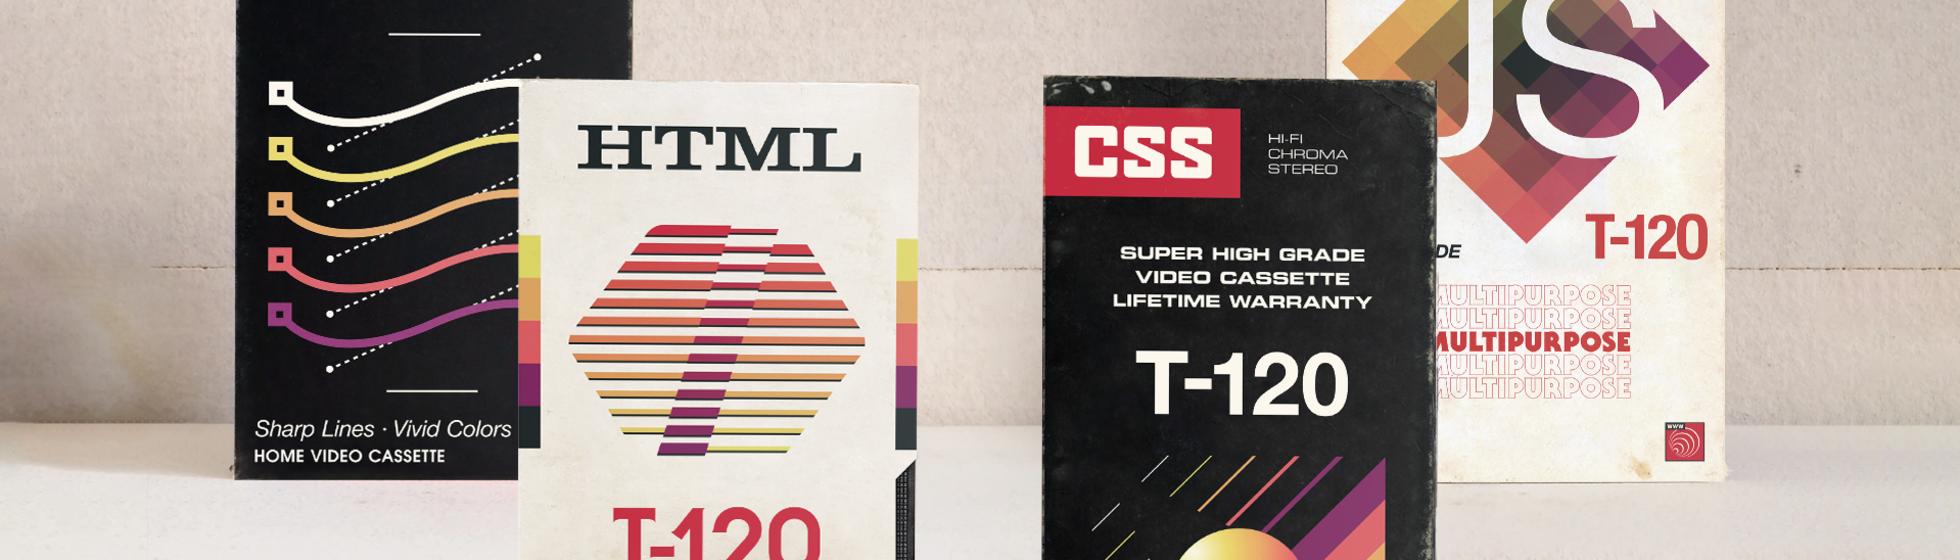 Sharp Lines · Vivid Colors
HOME VIDEO CASSETTE
HTML
T-120
CSS
HI-FI
CHROMA
STEREO
SUPER HIGH GRADE
VIDEO CASSETTE
LIFETIME WARRANTY
T-120
JS
T-120
DE
MULTIPURPOSE
MULTIPURPOSE
MULTIPURPOSE
MULTIPURPOSE
MULTIPURPOSE
WWW